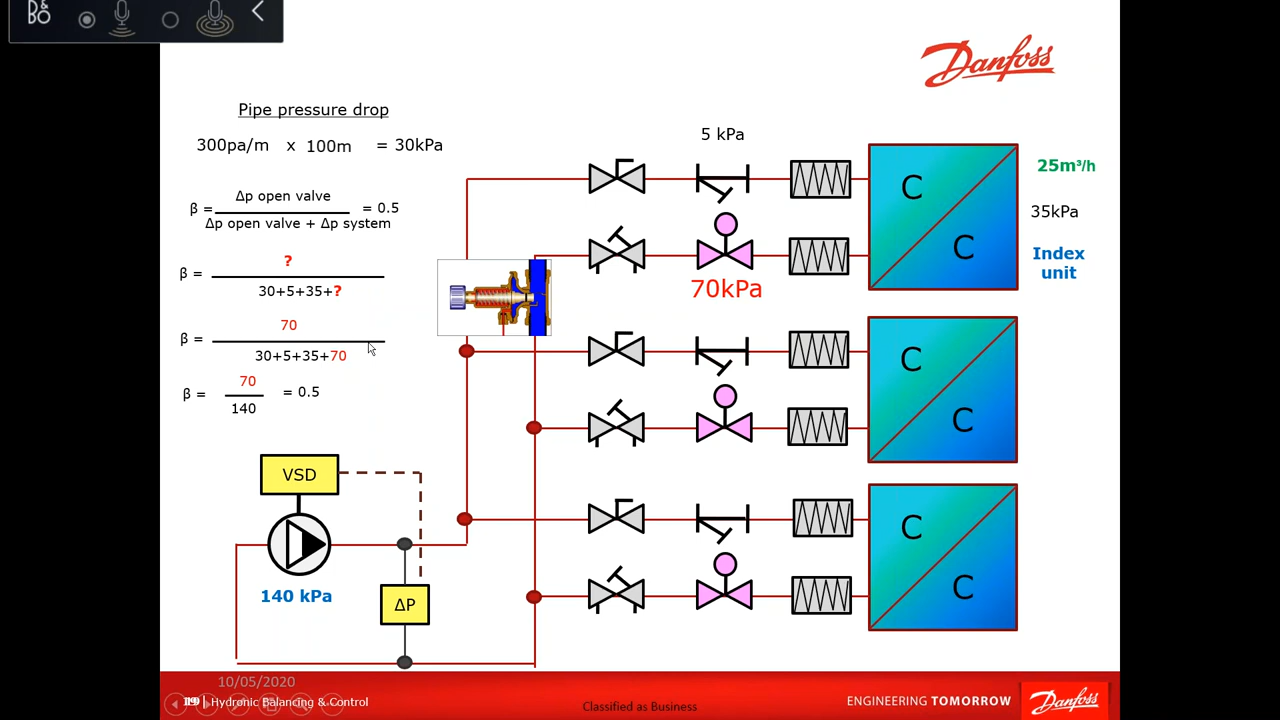 Danfoss
Pipe pressure drop
300pa/m x 100m = 30kPa
β = Δp open valve = 0.5
Δp open valve + Δp system
β = ?
30+5+35+?
β = 70
30+5+35+70
β = 70 = 0.5
140
5 kPa
70kPa
C
C
25m³/h
35kPa
Index
unit
C
C
C
C
VSD
140 kPa
ΔP
10/05/2020
Hydronic Balancing & Control
Classified as Business
ENGINEERING TOMORROW
Danfoss